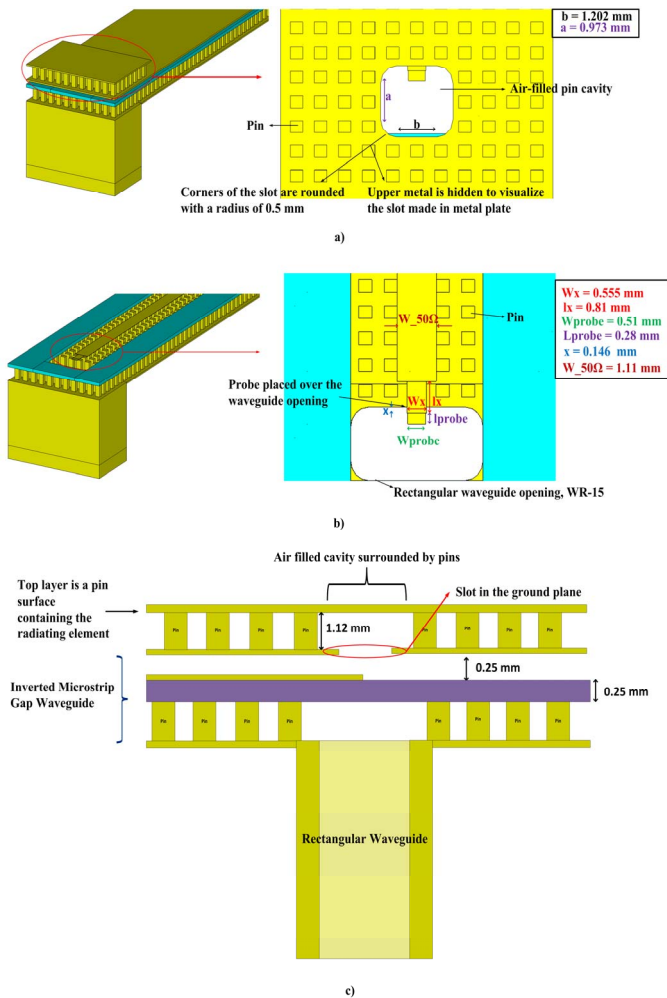 b = 1.202 mm
a = 0.973 mm
a
b
Air-filled pin cavity
Pin
Corners of the slot are rounded
with a radius of 0.5 mm
Upper metal is hidden to visualize
the slot made in metal plate
a)
Wx = 0.555 mm
lx = 0.81 mm
Wprobe = 0.51 mm
Lprobe = 0.28 mm
x = 0.146 mm
W_50Ω = 1.11 mm
W_50Ω
Pin
Probe placed over the
waveguide opening
Wx
lx
x
lprobe
Wprobc
Rectangular waveguide opening, WR-15
b)
Air filled cavity surrounded by pins
Top layer is a pin
surface
containing the
radiating element
Slot in the ground plane
1.12 mm
Pin Pin Pin Pin Pin Pin Pin Pin
0.25 mm
Inverted Microstrip
Gap Waveguide
0.25 mm
Pin Pin Pin Pin Pin Pin Pin Pin
Rectangular Waveguide
c)